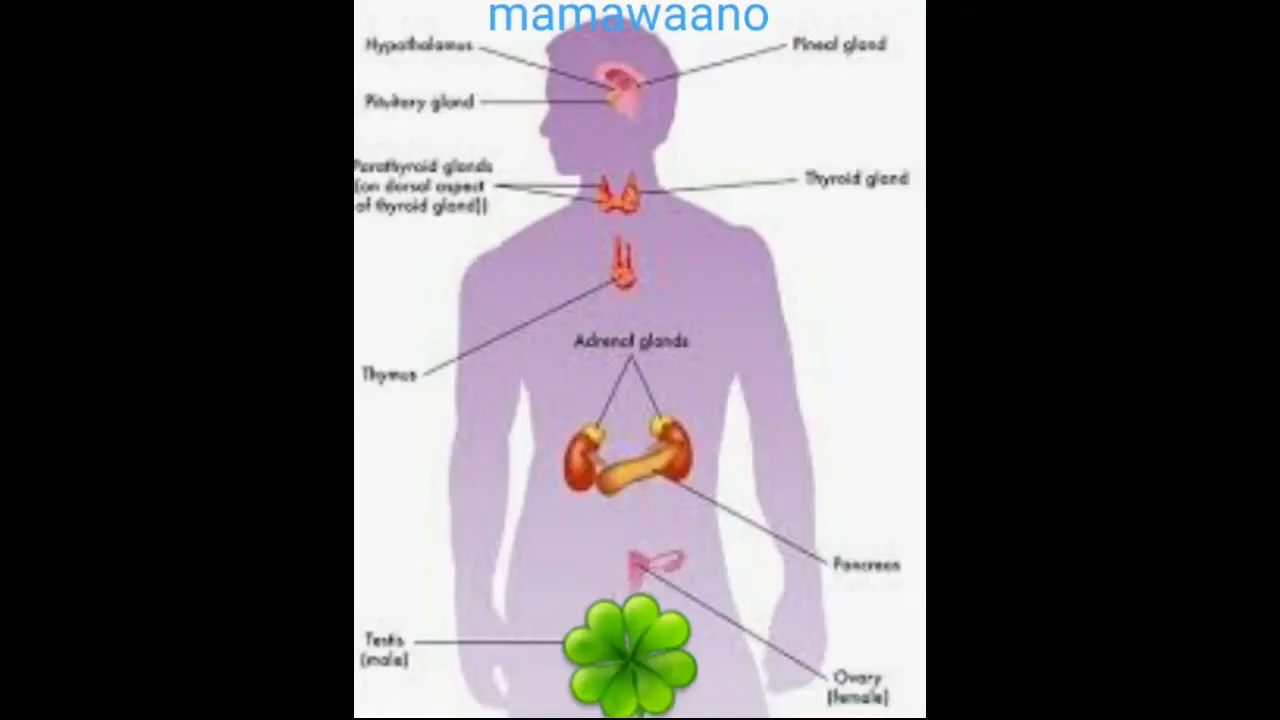 mamawaano
Hypothalamus
Pineal gland
Pituitary gland
Parathyroid glands
(on dorsal aspect
of thyroid gland))
Thyroid gland
Adrenal glands
Thymus
Pancreas
Testis
(male)
Ovary
(female)